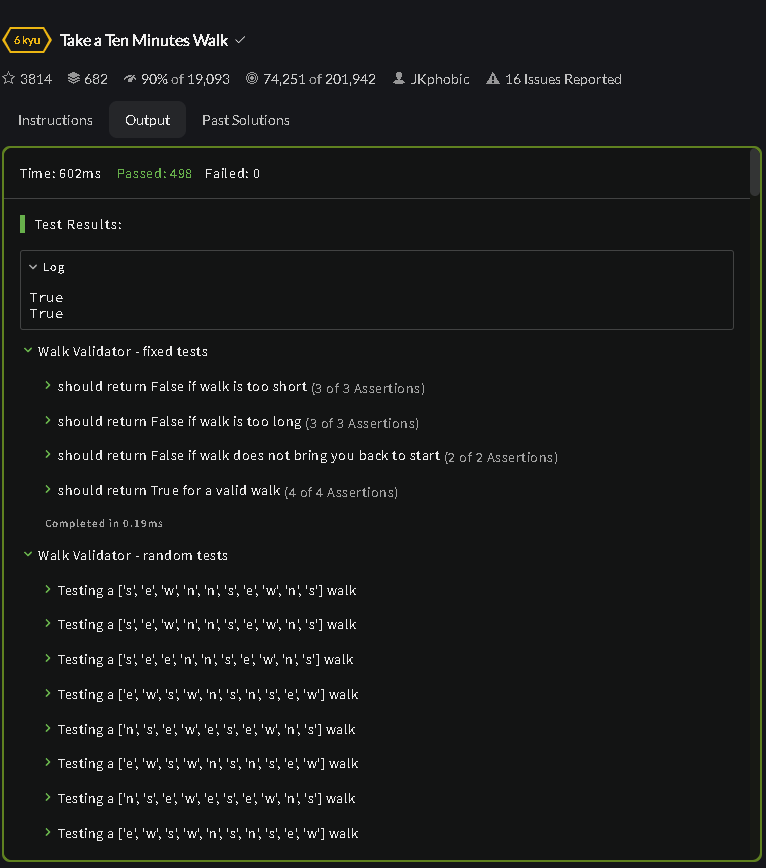 6 kyu Take a Ten Minutes Walk
3814 682 90% of 19,093 74,251 of 201,942 JKphobic 16 Issues Reported
Instructions Output Past Solutions
Time: 602ms Passed: 498 Failed: 0
Test Results:
Log
True
True
Walk Validator - fixed tests
should return False if walk is too short (3 of 3 Assertions)
should return False if walk is too long (3 of 3 Assertions)
should return False if walk does not bring you back to start (2 of 2 Assertions)
should return True for a valid walk (4 of 4 Assertions)
Completed in 0.19ms
Walk Validator - random tests
Testing a ['s', 'e', 'w', 'n', 'n', 's', 'e', 'w', 'n', 's'] walk
Testing a ['s', 'e', 'w', 'n', 'n', 's', 'e', 'w', 'n', 's'] walk
Testing a ['s', 'e', 'e', 'n', 'n', 's', 'e', 'w', 'n', 's'] walk
Testing a ['e', 'w', 's', 'w', 'n', 's', 'n', 's', 'e', 'w'] walk
Testing a ['n', 's', 'e', 'w', 'e', 's', 'e', 'w', 'n', 's'] walk
Testing a ['e', 'w', 's', 'w', 'n', 's', 'n', 's', 'e', 'w'] walk
Testing a ['n', 's', 'e', 'w', 'e', 's', 'e', 'w', 'n', 's'] walk
Testing a ['e', 'w', 's', 'w', 'n', 's', 'n', 's', 'e', 'w'] walk